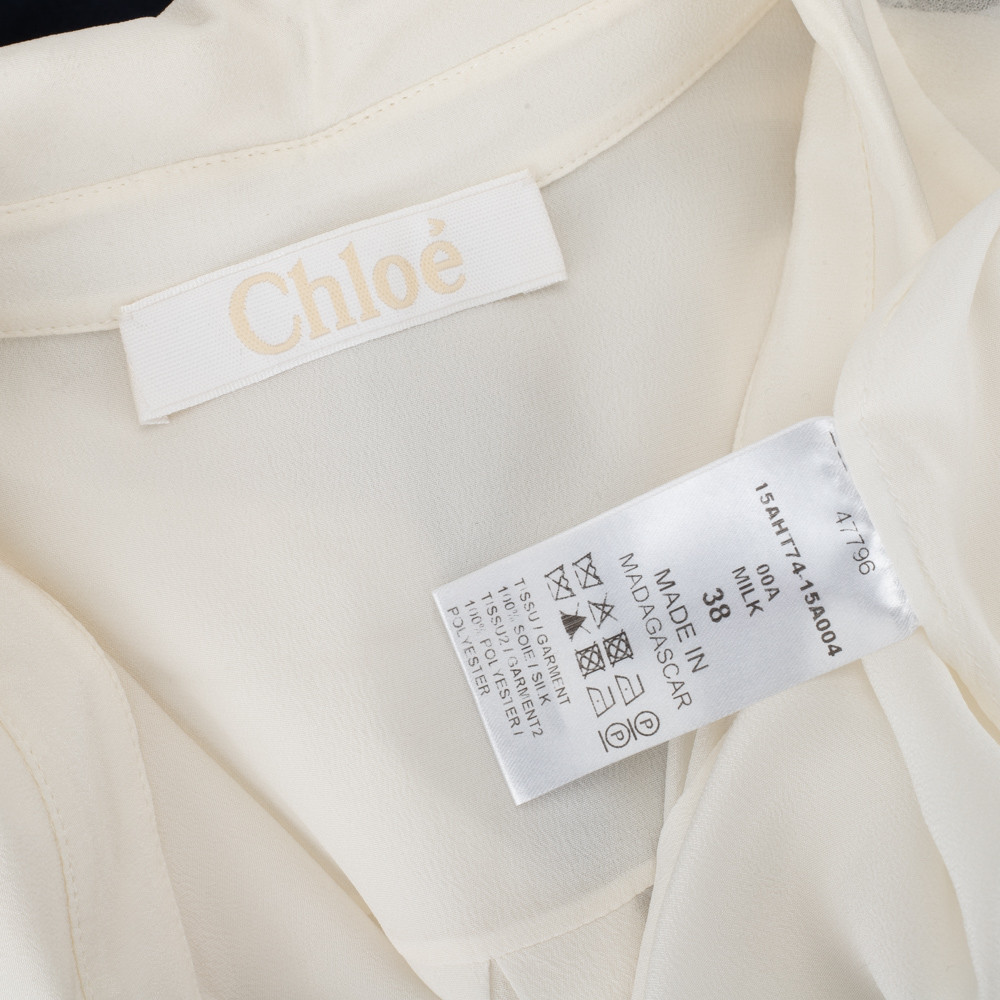 Chloé
A7796
15AHT74-15A004
00A
MILK
38
MADE IN
MADAGASCAR
P P
TISSU / GARMENT
100% SOIE / SILK
TISSU2 / GARMENT2
100% POLYESTER /
POLYESTER